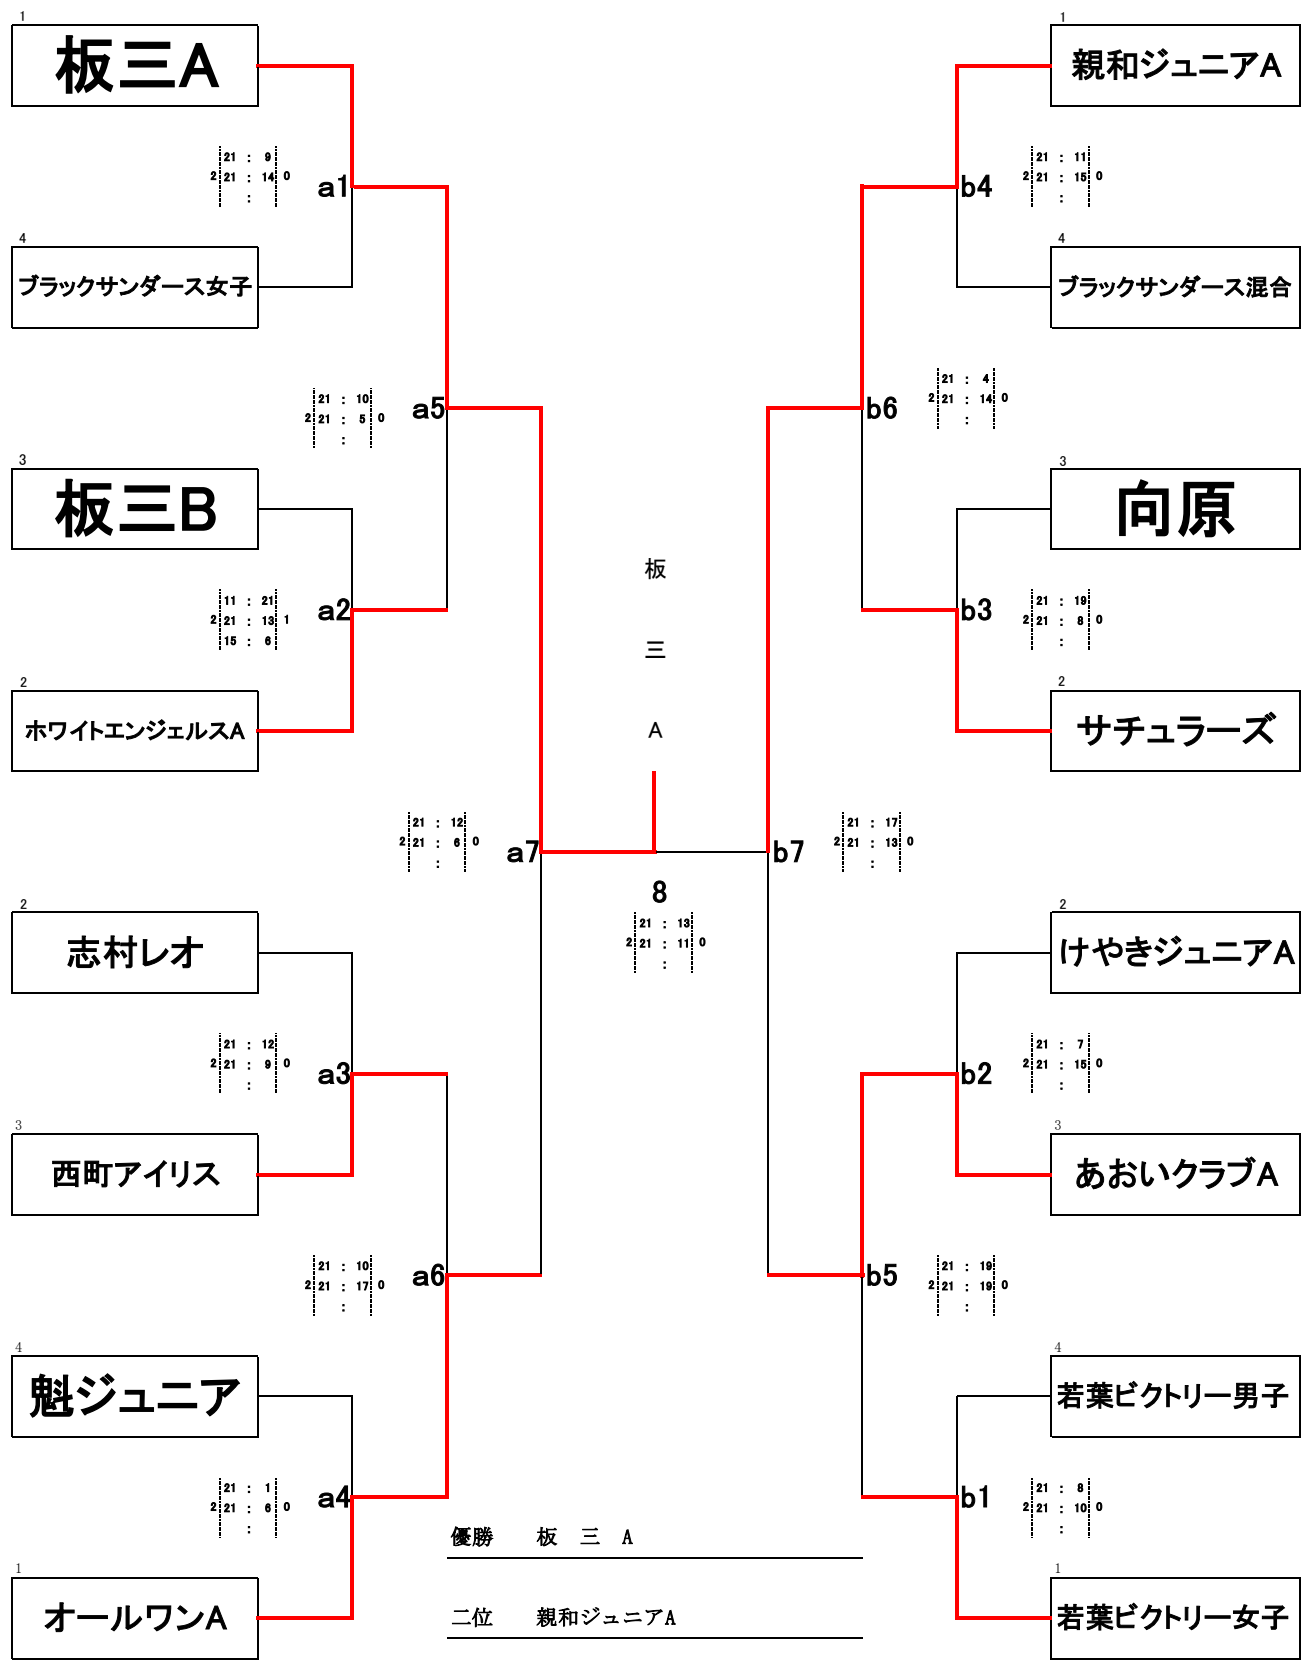 1
板三A
21 : 9
2 21 : 14 0
:
a1
4
ブラックサンダース女子
21 : 10
2 21 : 5 0
:
a5
3
板三B
11 : 21
2 21 : 13 1
15 : 6
a2
2
ホワイトエンジェルスA
21 : 12
2 21 : 6 0
:
a7
2
志村レオ
21 : 12
2 21 : 9 0
:
a3
3
西町アイリス
21 : 10
2 21 : 17 0
:
a6
4
魁ジュニア
21 : 1
2 21 : 6 0
:
a4
1
オールワンA
板
三
A
8
21 : 13
2 21 : 11 0
:
1
親和ジュニアA
b4
21 : 11
2 21 : 15 0
:
4
ブラックサンダース混合
b6
21 : 4
2 21 : 14 0
:
3
向原
b3
21 : 19
2 21 : 8 0
:
2
サチュラーズ
b7
21 : 17
2 21 : 13 0
:
2
けやきジュニアA
b2
21 : 7
2 21 : 15 0
:
3
あおいクラブA
b5
21 : 19
2 21 : 19 0
:
4
若葉ビクトリー男子
b1
21 : 8
2 21 : 10 0
:
1
若葉ビクトリー女子
優勝 板 三 A
二位 親和ジュニアA